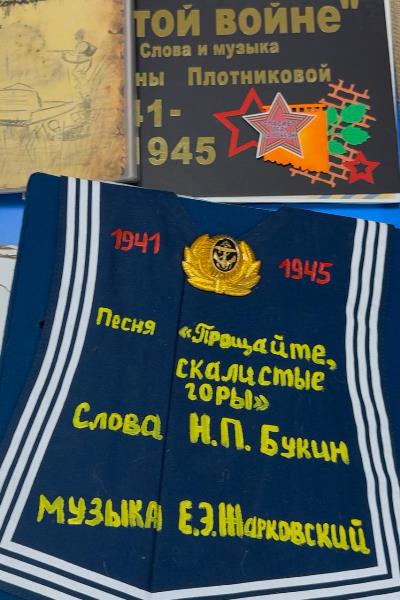 той войне"
Слова и музыка
ны Плотниковой
41-
1945
1941 1945
Песня «Прощайте,
скалистые
горы»
Слова Н.П. Букин
Музыка Е.Э.Жарковский